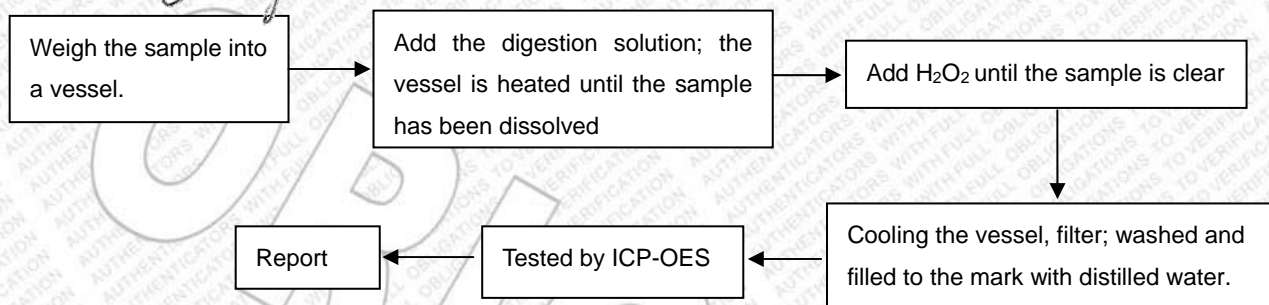 Weigh the sample into
a vessel.
Add the digestion solution; the
vessel is heated until the sample
has been dissolved
Add H₂O₂ until the sample is clear
Cooling the vessel, filter; washed and
filled to the mark with distilled water.
Tested by ICP-OES
Report